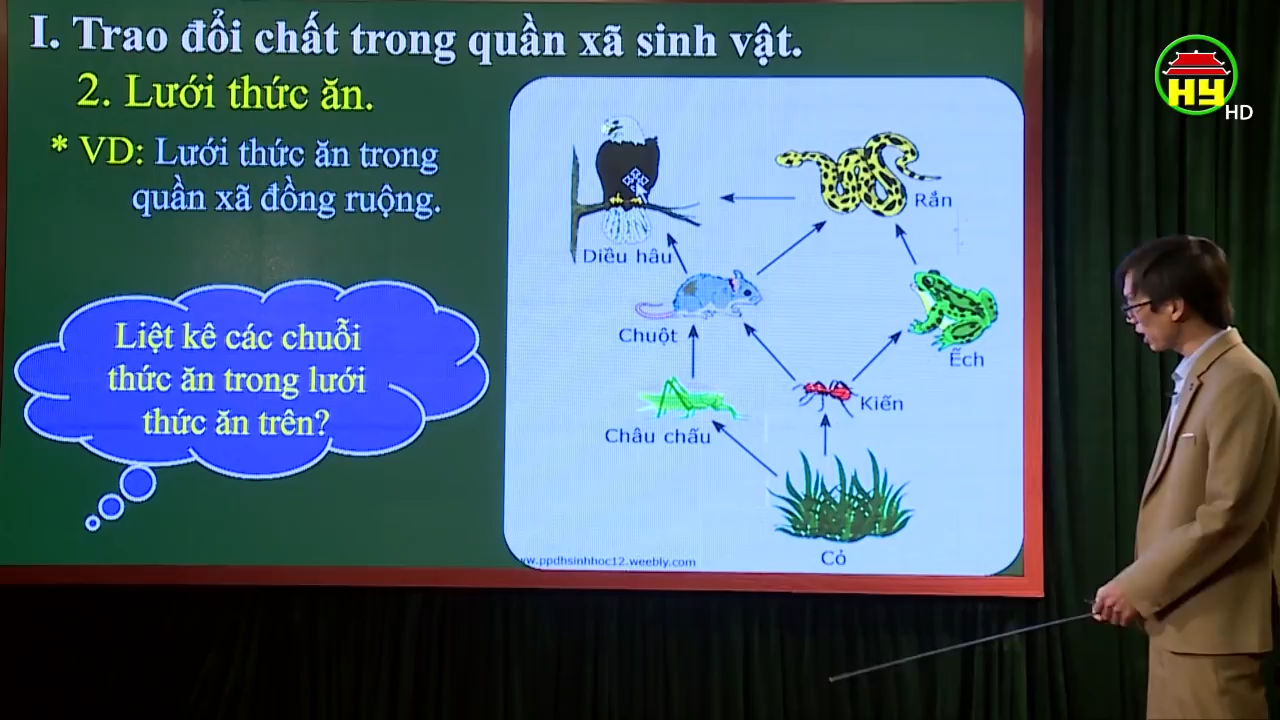 I. Trao đổi chất trong quần xã sinh vật.
2. Lưới thức ăn.
* VD: Lưới thức ăn trong
quần xã đồng ruộng.
Liệt kê các chuỗi
thức ăn trong lưới
thức ăn trên?
Diều hâu
Rắn
Chuột
Ếch
Châu chấu
Kiến
Cỏ
ww.ppdhsinhhoc12.weebly.com
HY
HD